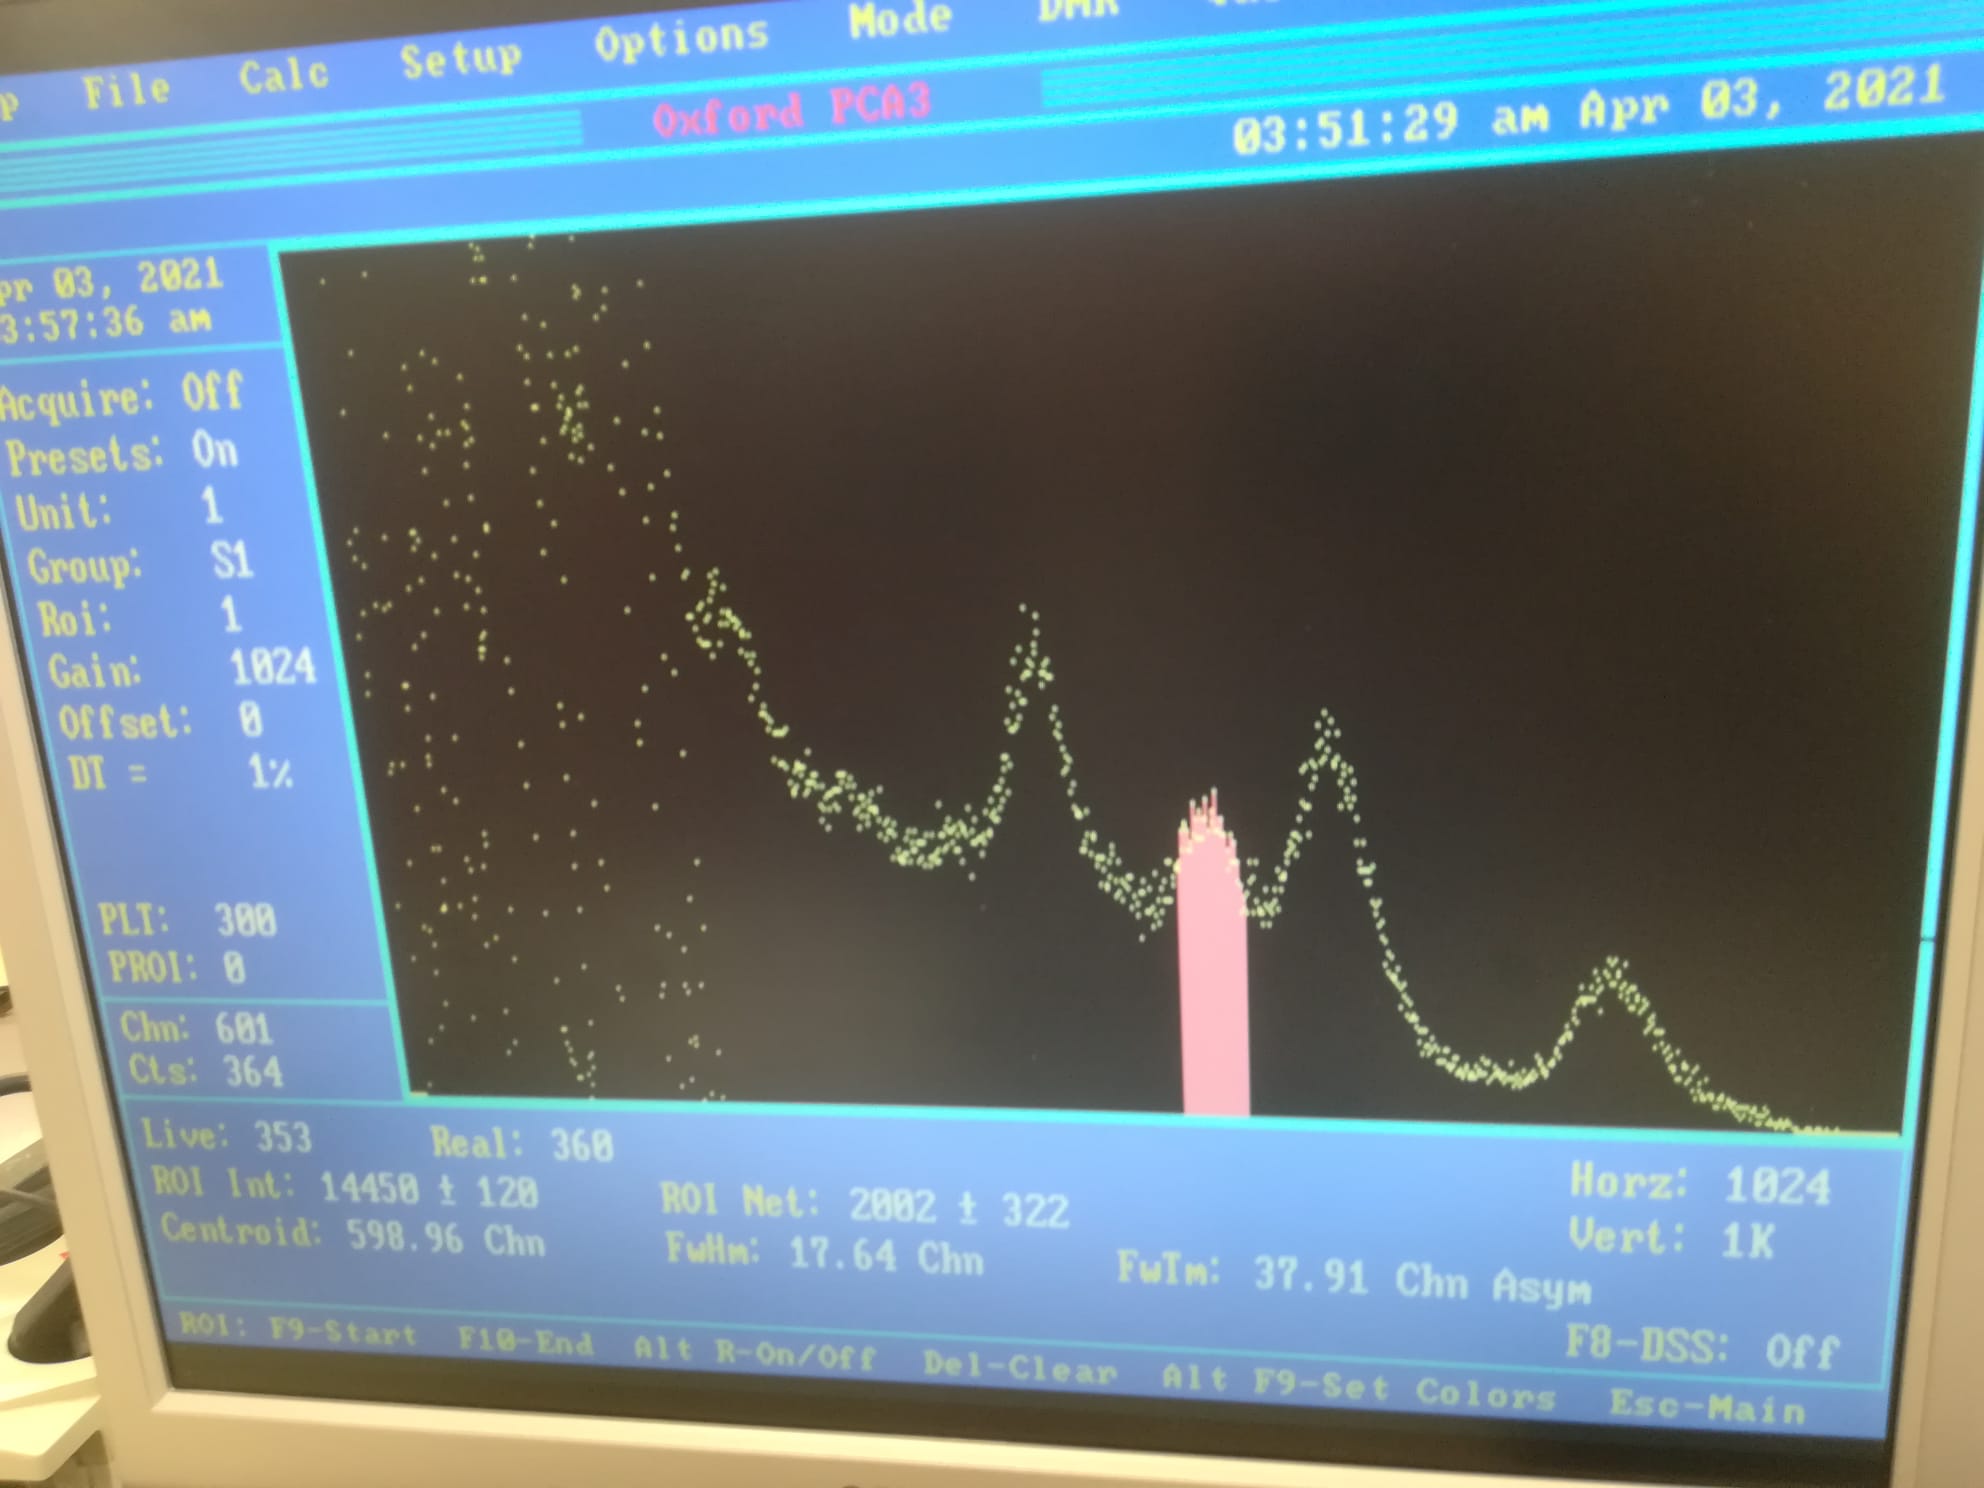 File Calc Setup Options Mode
Oxford PCA3
03:51:29 am Apr 03, 2021
pr 03, 2021
3:57:36 am
Acquire: Off
Presets: On
Unit: 1
Group: S1
Roi: 1
Gain: 1024
Offset: 0
DT = 1%
PLT: 300
PROI: 0
Chn: 601
Cts: 364
Live: 353 Real: 360
ROI Int: 14450 ± 120 ROI Net: 2002 ± 322 Horz: 1024
Centroid: 598.96 Chn FwHm: 17.64 Chn FwTm: 37.91 Chn Asym Vert: 1K
F8-DSS: Off
ROI: F9-Start F10-End Alt R-On/Off Del-Clear Alt F9-Set Colors Esc-Main